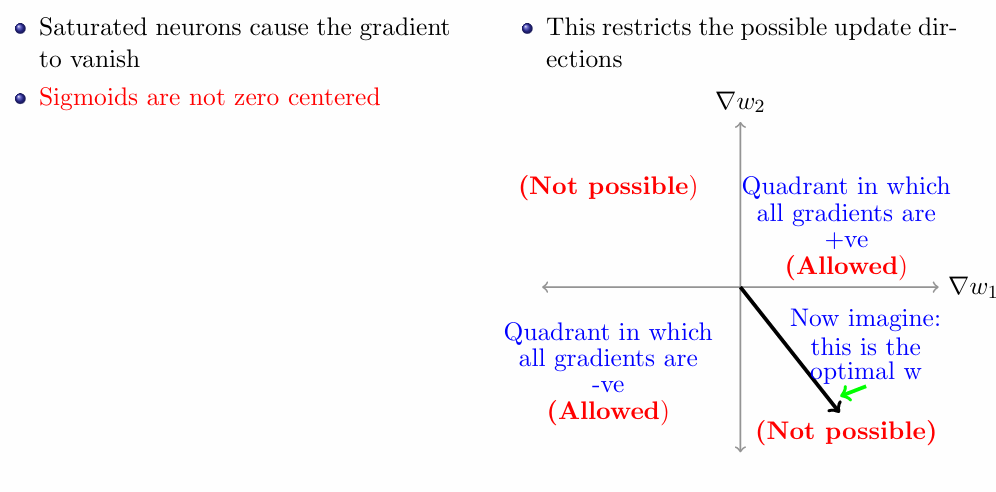 Saturated neurons cause the gradient
to vanish
Sigmoids are not zero centered
This restricts the possible update dir-
ections
∇w₂
(Not possible)
Quadrant in which
all gradients are
+ve
(Allowed)
∇w₁
Now imagine:
this is the
optimal w
Quadrant in which
all gradients are
-ve
(Allowed)
(Not possible)